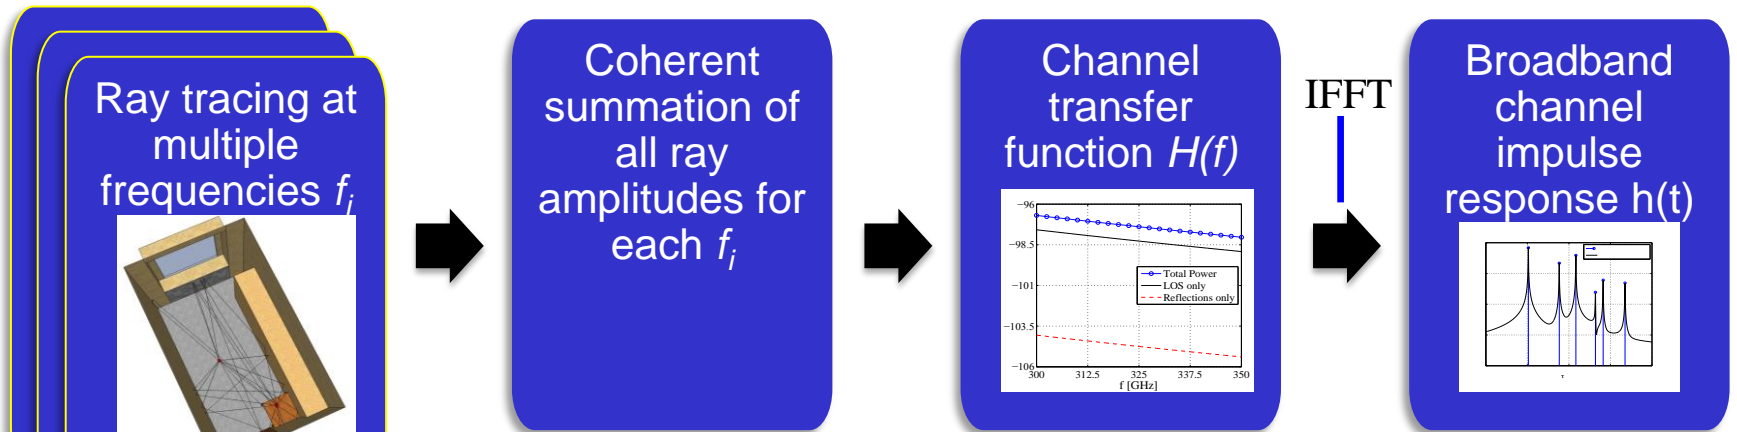 Ray tracing at
multiple
frequencies fi
Coherent
summation of
all ray
amplitudes for
each fi
Channel
transfer
function H(f)
−96
−98.5
−101
−103.5
−106
300 312.5 325 337.5 350
f [GHz]
Total Power
LOS only
Reflections only
IFFT
Broadband
channel
impulse
response h(t)
τ